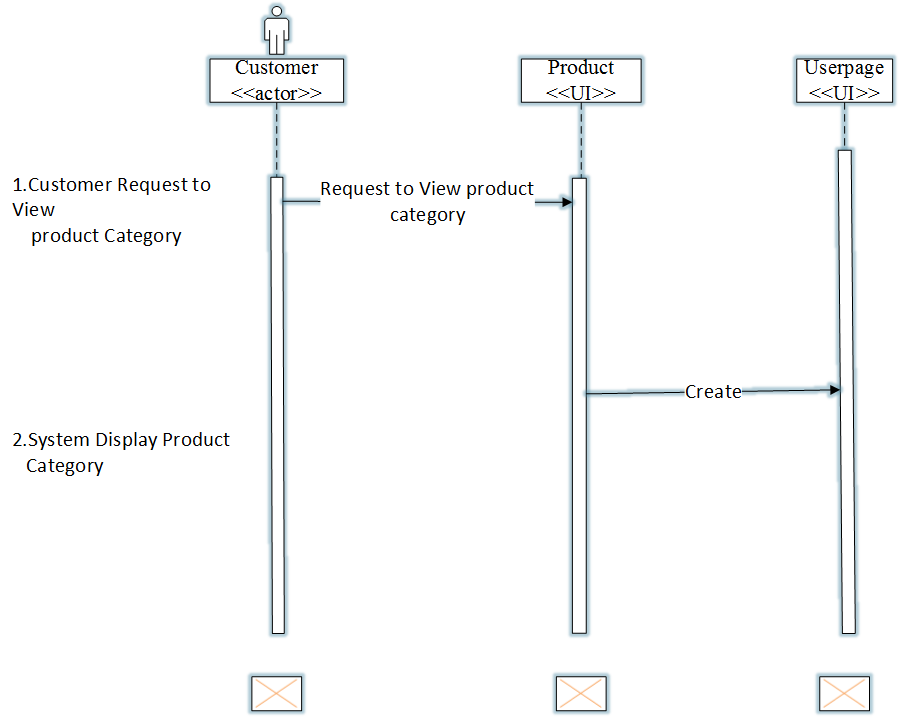 Customer
<<actor>>
Product
<<UI>>
Userpage
<<UI>>
1.Customer Request to
View
product Category
Request to View product
category
Create
2.System Display Product
Category